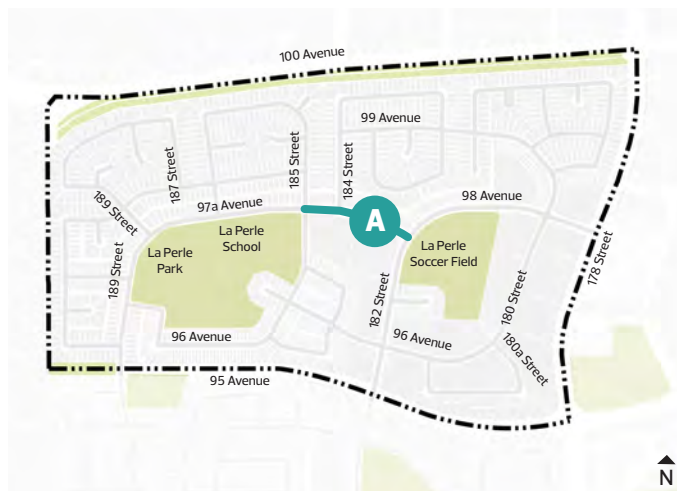 100 Avenue
99 Avenue
187 Street
185 Street
184 Street
189 Street
97a Avenue
98 Avenue
A
La Perle
School
La Perle
Park
La Perle
Soccer Field
189 Street
182 Street
180 Street
178 Street
96 Avenue
96 Avenue
180a Street
95 Avenue
N